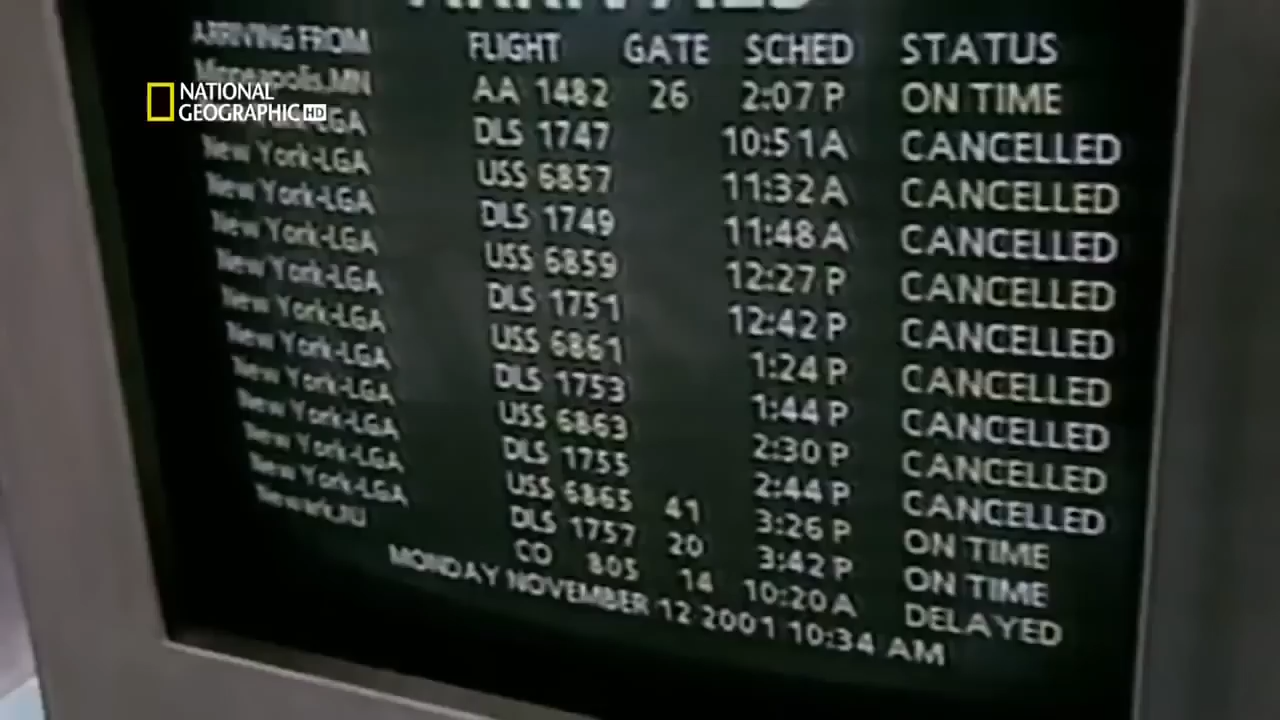 ARRIVALS
ARRIVING FROM FLIGHT GATE SCHED STATUS
Minneapolis,MN AA 1482 26 2:07 P ON TIME
NATIONAL
GEOGRAPHIC HD
York-LGA DLS 1747 10:51 A CANCELLED
New York-LGA USS 6857 11:32 A CANCELLED
New York-LGA DLS 1749 11:48 A CANCELLED
New York-LGA USS 6859 12:27 P CANCELLED
New York-LGA DLS 1751 12:42 P CANCELLED
New York-LGA USS 6861 1:24 P CANCELLED
New York-LGA DLS 1753 1:44 P CANCELLED
New York-LGA USS 6863 2:30 P CANCELLED
New York-LGA DLS 1755 2:44 P CANCELLED
New York-LGA USS 6865 41 3:26 P ON TIME
New York-LGA DLS 1757 20 3:42 P ON TIME
Newark,NJ CO 805 14 10:20 A DELAYED
MONDAY NOVEMBER 12 2001 10:34 AM